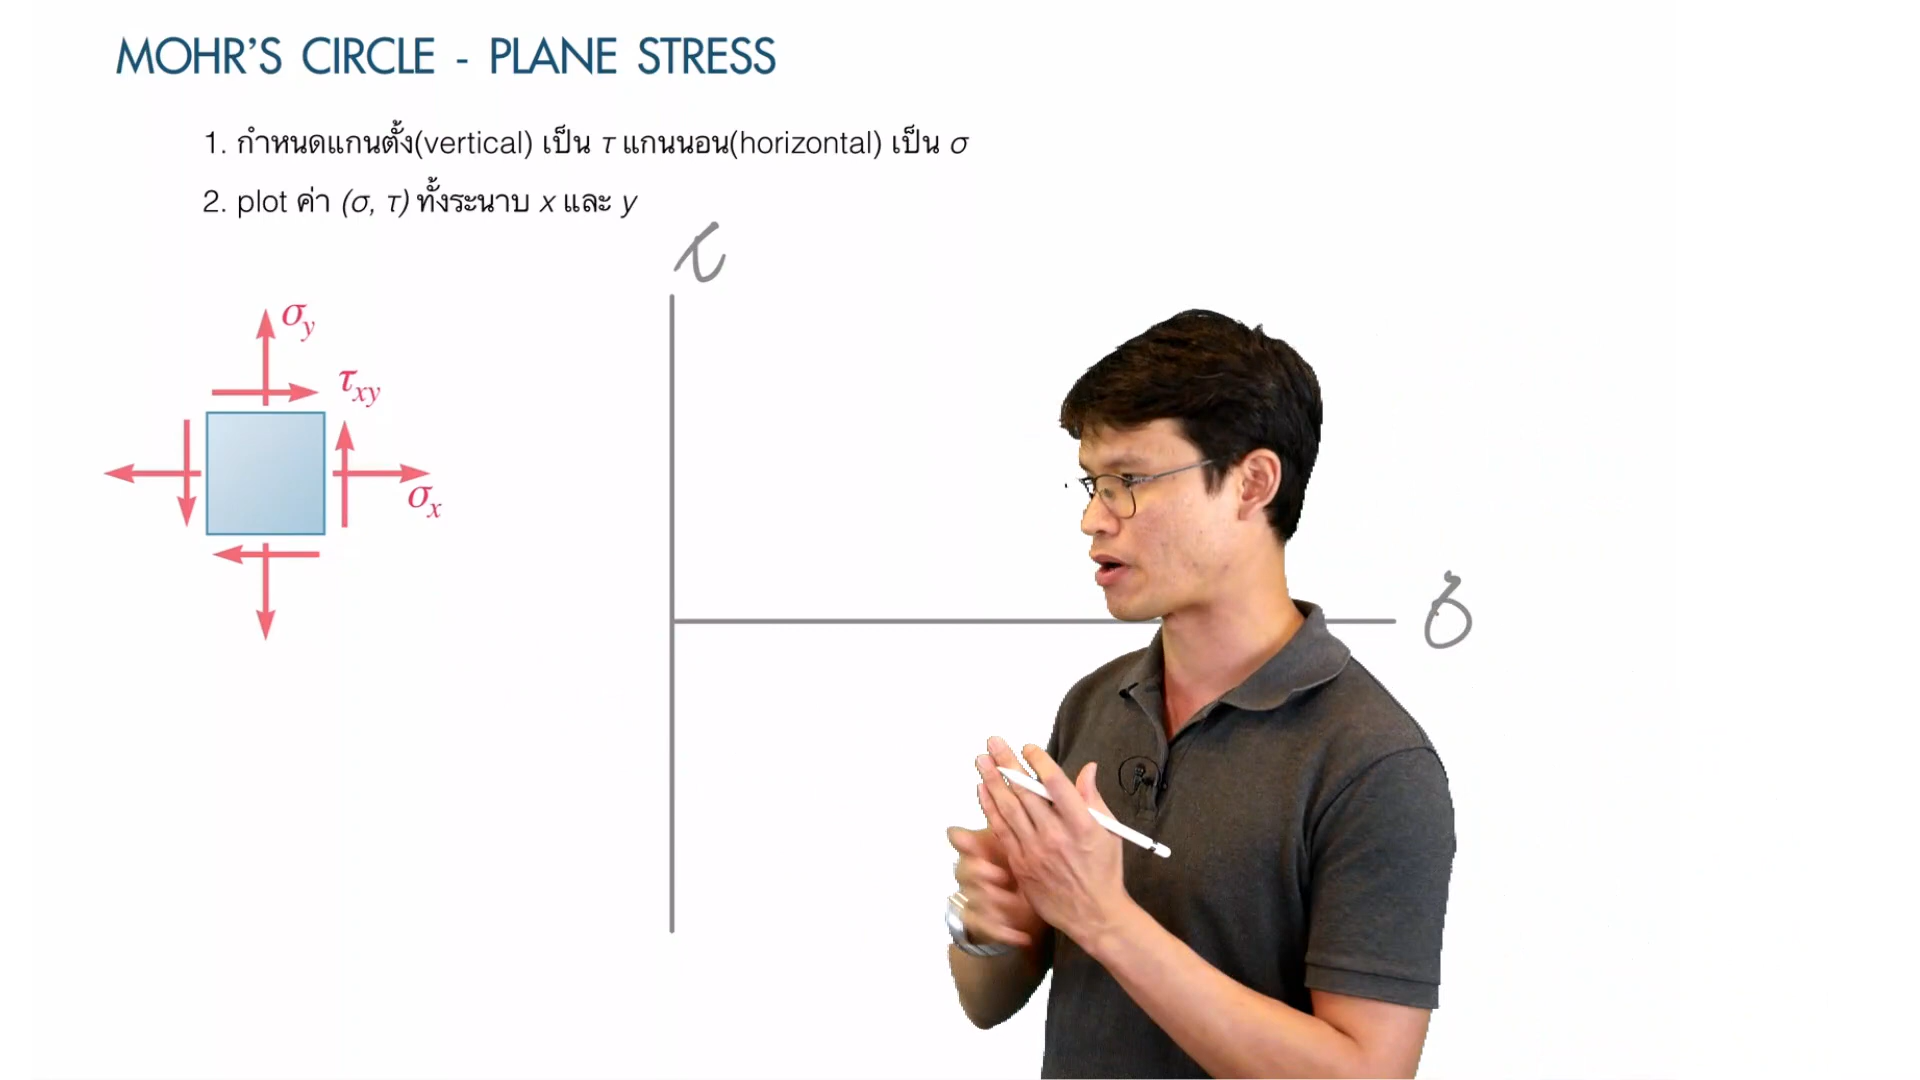 MOHR'S CIRCLE - PLANE STRESS
1. กำหนดแกนตั้ง(vertical) เป็น τ แกนนอน(horizontal) เป็น σ
2. plot ค่า (σ, τ) ทั้งระนาบ x และ y
τ
σy
τxy
σx
σ